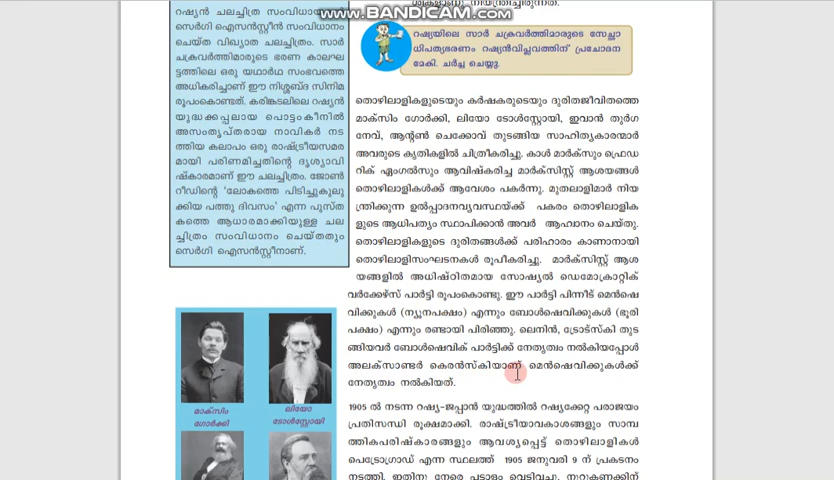 www.BANDICAM.com
റഷ്യൻ ചലച്ചിത്ര സംവിധായകൻ
സെർഗി ഐസൻസ്റ്റീൻ സംവിധാനം
ചെയ്ത വിഖ്യാത ചലച്ചിത്രം. സാർ
ചക്രവർത്തിമാരുടെ ഭരണ കാലഘ
ട്ടത്തിലെ ഒരു യഥാർഥ സംഭവത്തെ
അധികരിച്ചാണ് ഈ നിശ്ശബ്ദ സിനിമ
രൂപംകൊണ്ടത്. കരിങ്കടലിലെ റഷ്യൻ
യുദ്ധക്കപ്പലായ പൊട്ടംകീനിൽ
അസംതൃപ്തരായ നാവികർ നട
ത്തിയ കലാപം ഒരു രാഷ്ട്രീയസമര
മായി പരിണമിച്ചതിന്റെ ദൃശ്യാവി
ഷ്കാരമാണ് ഈ ചലച്ചിത്രം. ജോൺ
റീഡിന്റെ 'ലോകത്തെ പിടിച്ചുകുലു
ക്കിയ പത്തു ദിവസം' എന്ന പുസ്ത
കത്തെ ആധാരമാക്കിയുള്ള ചല
ച്ചിത്രം സംവിധാനം ചെയ്തതും
സെർഗി ഐസൻസ്റ്റീനാണ്.
മാക്സിം
ഗോർക്കി
ലിയോ
ടോൾസ്റ്റോയി
ശികളാണു നിയന്ത്രിച്ചിരുന്നത്.
റഷ്യയിലെ സാർ ചക്രവർത്തിമാരുടെ സേച്ഛാ
ധിപത്യഭരണം റഷ്യൻവിപ്ലവത്തിന് പ്രചോദന
മേകി. ചർച്ച ചെയ്യൂ.
തൊഴിലാളികളുടെയും കർഷകരുടെയും ദുരിതജീവിതത്തെ
മാക്സിം ഗോർക്കി, ലിയോ ടോൾസ്റ്റോയി, ഇവാൻ തുർഗ
നേവ്, ആന്റൺ ചെക്കോവ് തുടങ്ങിയ സാഹിത്യകാരന്മാർ
അവരുടെ കൃതികളിൽ ചിത്രീകരിച്ചു. കാൾ മാർക്സും ഫ്രെഡ
റിക് ഏംഗൽസും ആവിഷ്കരിച്ച മാർക്സിസ്റ്റ് ആശയങ്ങൾ
തൊഴിലാളികൾക്ക് ആവേശം പകർന്നു. മുതലാളിമാർ നിയ
ന്ത്രിക്കുന്ന ഉൽപ്പാദനവ്യവസ്ഥയ്ക്ക് പകരം തൊഴിലാളിക
ളുടെ ആധിപത്യം സ്ഥാപിക്കാൻ അവർ ആഹ്വാനം ചെയ്തു.
തൊഴിലാളികളുടെ ദുരിതങ്ങൾക്ക് പരിഹാരം കാണാനായി
തൊഴിലാളിസംഘടനകൾ രൂപീകരിച്ചു. മാർക്സിസ്റ്റ് ആശ
യങ്ങളിൽ അധിഷ്ഠിതമായ സോഷ്യൽ ഡെമോക്രാറ്റിക്
വർക്കേഴ്സ് പാർട്ടി രൂപംകൊണ്ടു. ഈ പാർട്ടി പിന്നീട് മെൻഷെ
വിക്കുകൾ (ന്യൂനപക്ഷം) എന്നും ബോൾഷെവിക്കുകൾ (ഭൂരി
പക്ഷം) എന്നും രണ്ടായി പിരിഞ്ഞു. ലെനിൻ, ട്രോട്സ്കി തുട
ങ്ങിയവർ ബോൾഷെവിക് പാർട്ടിക്ക് നേതൃത്വം നൽകിയപ്പോൾ
അലക്സാണ്ടർ കെരൻസ്കിയാണ് മെൻഷെവിക്കുകൾക്ക്
നേതൃത്വം നൽകിയത്.
1905 ൽ നടന്ന റഷ്യ-ജപ്പാൻ യുദ്ധത്തിൽ റഷ്യക്കേറ്റ പരാജയം
പ്രതിസന്ധി രൂക്ഷമാക്കി. രാഷ്ട്രീയാവകാശങ്ങളും സാമ്പ
ത്തികപരിഷ്കാരങ്ങളും ആവശ്യപ്പെട്ട് തൊഴിലാളികൾ
പെട്രോഗ്രാഡ് എന്ന സ്ഥലത്ത് 1905 ജനുവരി 9 ന് പ്രകടനം
നടത്തി. ഇതിനു നേരെ പട്ടാളം വെടിവച്ചു. നൂറുകണക്കിന്